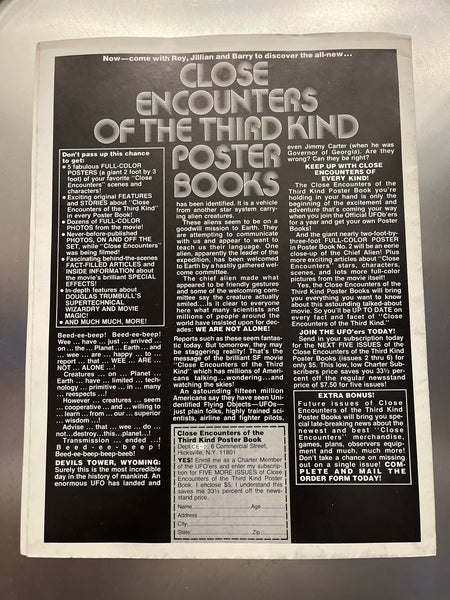 Now—come with Roy, Jillian and Barry to discover the all-new...
CLOSE
ENCOUNTERS
OF THE THIRD KIND
POSTER
BOOKS
Don't pass up this chance
to get:
● 5 fabulous FULL-COLOR
POSTERS (a giant 2 foot by 3
foot) of your favorite "Close
Encounters" scenes and
characters!
● Exciting original FEATURES
and STORIES about "Close
Encounters of the Third Kind"
in every Poster Book!
● Dozens of FULL-COLOR
PHOTOS from the movie!
● Never-before-published
PHOTOS, ON AND OFF THE
SET, while "Close Encounters"
was being filmed!
● Fascinating behind-the-scenes
FACT-FILLED ARTICLES and
INSIDE INFORMATION about
the movie's brilliant SPECIAL
EFFECTS!
● In-depth features about
DOUGLAS TRUMBULL'S
SUPERTECHNICAL
WIZARDRY AND MOVIE
MAGIC!
● AND MUCH, MUCH MORE!
Beed-ee-beep! Beed-ee-beep!
Wee ... have ... just ... arrived ...
on ... the ... Planet ... Earth ... and
... wee ... are ... happy ... to ...
report ... that ... WEE ... ARE ...
NOT ... ALONE ...!
Creatures ... on ... Planet ...
Earth ... have ... limited ... tech-
nology ... primitive ... in ... many
... reespects ...!
However ... creatures ... seem
... cooperative ... and ... willing to
... learn ... from ... our ... superior
... wisdom ...!
Advise ... that ... wee ... do ...
not...destroy...this...planet...!
Transmission ... ended ...!
Beed-ee-beep!
Beed-ee-beep-beep-beep!
DEVILS TOWER, WYOMING:
Surely this is the most incredible
day in the history of mankind. An
enormous UFO has landed and
has been identified. It is a vehicle
from another star system carry-
ing alien creatures.
These aliens seem to be on a
goodwill mission to Earth. They
are attempting to communicate
with us and appear to want to
teach us their language. One
alien, apparently the leader of the
expedition, has been welcomed
to Earth by a hastily gathered wel-
come committee.
The chief alien made what
appeared to be friendly gestures
and some of the welcoming com-
mittee say the creature actually
smiled....Is it clear to everyone
here what many scientists and
millions of people around the
world have insisted upon for dec-
ades: WE ARE NOT ALONE!
Reports such as these seem fantas-
tic today. But tomorrow, they may
be staggering reality! That's the
message of the brilliant SF movie
"Close Encounters of the Third
Kind" which has millions of Ameri-
cans talking...wondering...and
watching the skies!
An astounding fifteen million
Americans say they have seen Un-
identified Flying Objects—UFOs—
just plain folks, highly trained sci-
entists, airline and fighter pilots,
Close Encounters of the
Third Kind Poster Book
Commercial Street,
Hicksville, N.Y. 11801
YES! Enroll me as a Charter Member
of the UFO'ers and enter my subscrip-
tion for FIVE MORE ISSUES of Close
Encounters of the Third Kind Poster
Book. I enclose $5. I understand this
saves me 33⅓ percent off the news-
stand price.
Name Age
Address
City
State Zip
even Jimmy Carter (when he was
Governor of Georgia). Are they
wrong? Can they be right?
KEEP UP WITH CLOSE
ENCOUNTERS OF
EVERY KIND!
The Close Encounters of the
Third Kind Poster Book you're
holding in your hand is only the
beginning of the excitement and
adventure that's coming your way
when you join the Official UFO'ers
for a year and get your own Poster
Books!
And the giant nearly two-foot-by-
three-foot FULL-COLOR POSTER
in Poster Book No. 2 will be an eerie
close-up of the Chief Alien! Plus
more exciting articles about "Close
Encounters'" stars, characters,
scenes, and lots more full-color
pictures from the movie itself!
Yes, the Close Encounters of the
Third Kind Poster Books will bring
you everything you want to know
about this astounding talked-about
movie. So you'll be UP TO DATE on
every fact and facet of "Close
Encounters of the Third Kind."
JOIN THE UFO'ers TODAY!
Send in your subscription today
for the NEXT FIVE ISSUES of the
Close Encounters of the Third Kind
Poster Books (issues 2 thru 6) for
only $5. This low, low Charter Sub-
scribers price saves you 33⅓ per-
cent off the regular newsstand
price of $7.50 for five issues!
EXTRA BONUS!
Future issues of Close
Encounters of the Third Kind
Poster Books will bring you spe-
cial late-breaking news about the
newest and best "Close
Encounters" merchandise,
games, plans, observers equip-
ment and much, much more!
Don't take a chance on missing
out on a single issue! COM-
PLETE AND MAIL THE
ORDER FORM TODAY!